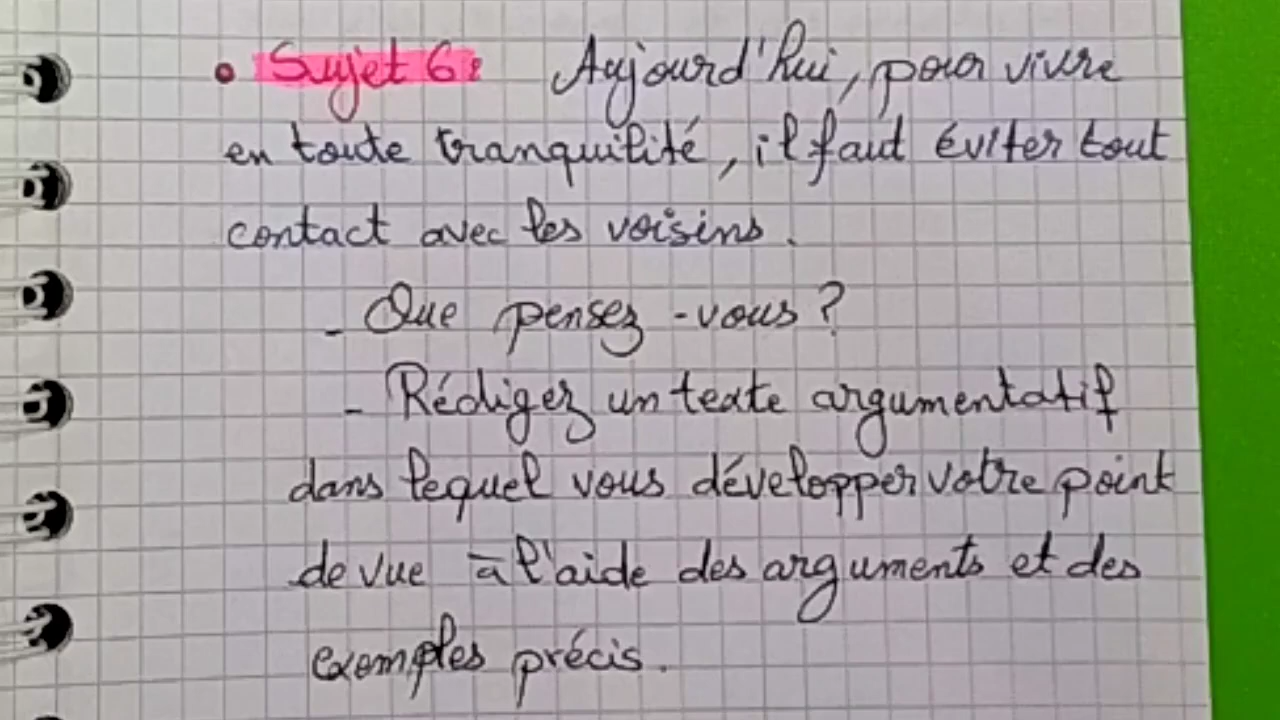 • Sujet 6: Aujourd'hui, pour vivre
en toute tranquilité, il faut éviter tout
contact avec les voisins.
- Que pensez-vous?
- Rédigez un texte argumentatif
dans lequel vous développer votre point
de vue à l'aide des arguments et des
exemples précis.